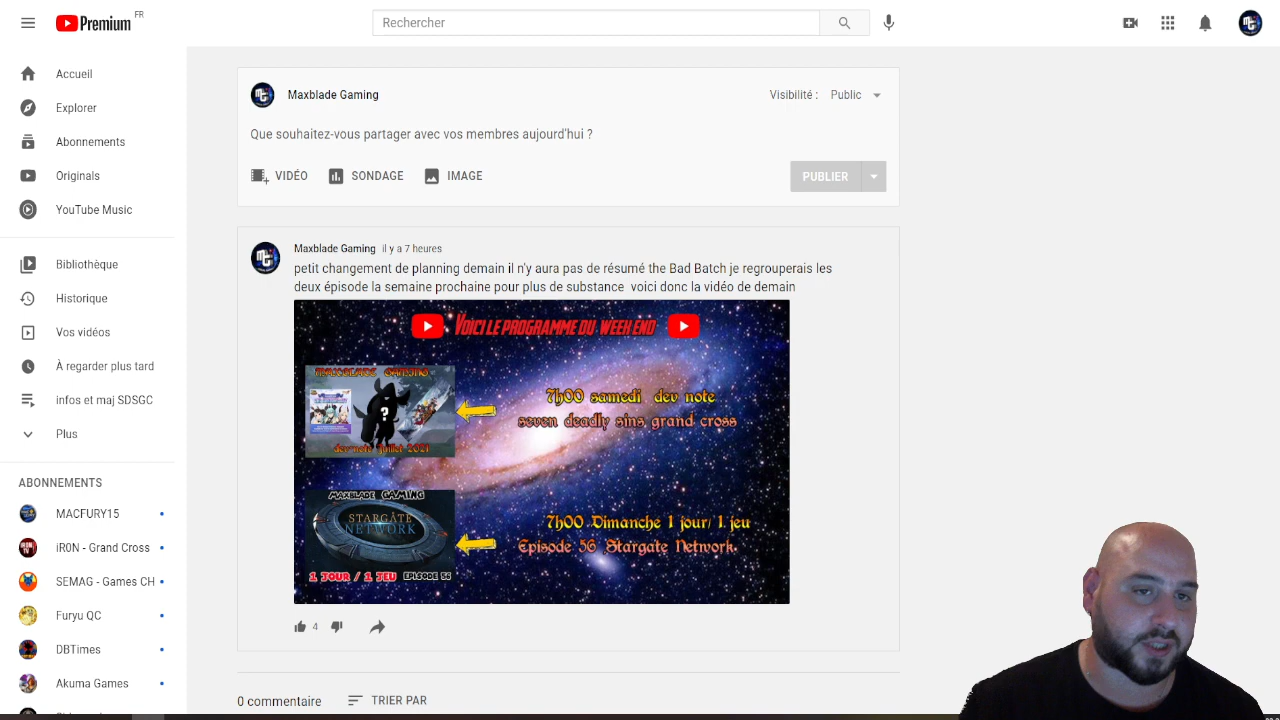 Premium FR
Rechercher
Accueil
Explorer
Abonnements
Originals
YouTube Music
Bibliothèque
Historique
Vos vidéos
À regarder plus tard
infos et maj SDSGC
Plus
ABONNEMENTS
MACFURY15
iR0N - Grand Cross
SEMAG - Games CH
Furyu QC
DBTimes
Akuma Games
Maxblade Gaming
Visibilité : Public
Que souhaitez-vous partager avec vos membres aujourd'hui ?
VIDÉO SONDAGE IMAGE
PUBLIER
Maxblade Gaming il y a 7 heures
petit changement de planning demain il n'y aura pas de résumé the Bad Batch je regrouperais les
deux épisode la semaine prochaine pour plus de substance voici donc la vidéo de demain
VOICI LE PROGRAMME DU WEEK END
MAXBLADE GAMING
?
dev note Juillet 2021
7h00 samedi dev note
seven deadly sins grand cross
MAXBLADE GAMING
STARGATE
NETWORK
1 JOUR / 1 JEU EPISODE 56
7h00 Dimanche 1 jour/ 1 jeu
Episode 56 Stargate Network
4
0 commentaire
TRIER PAR